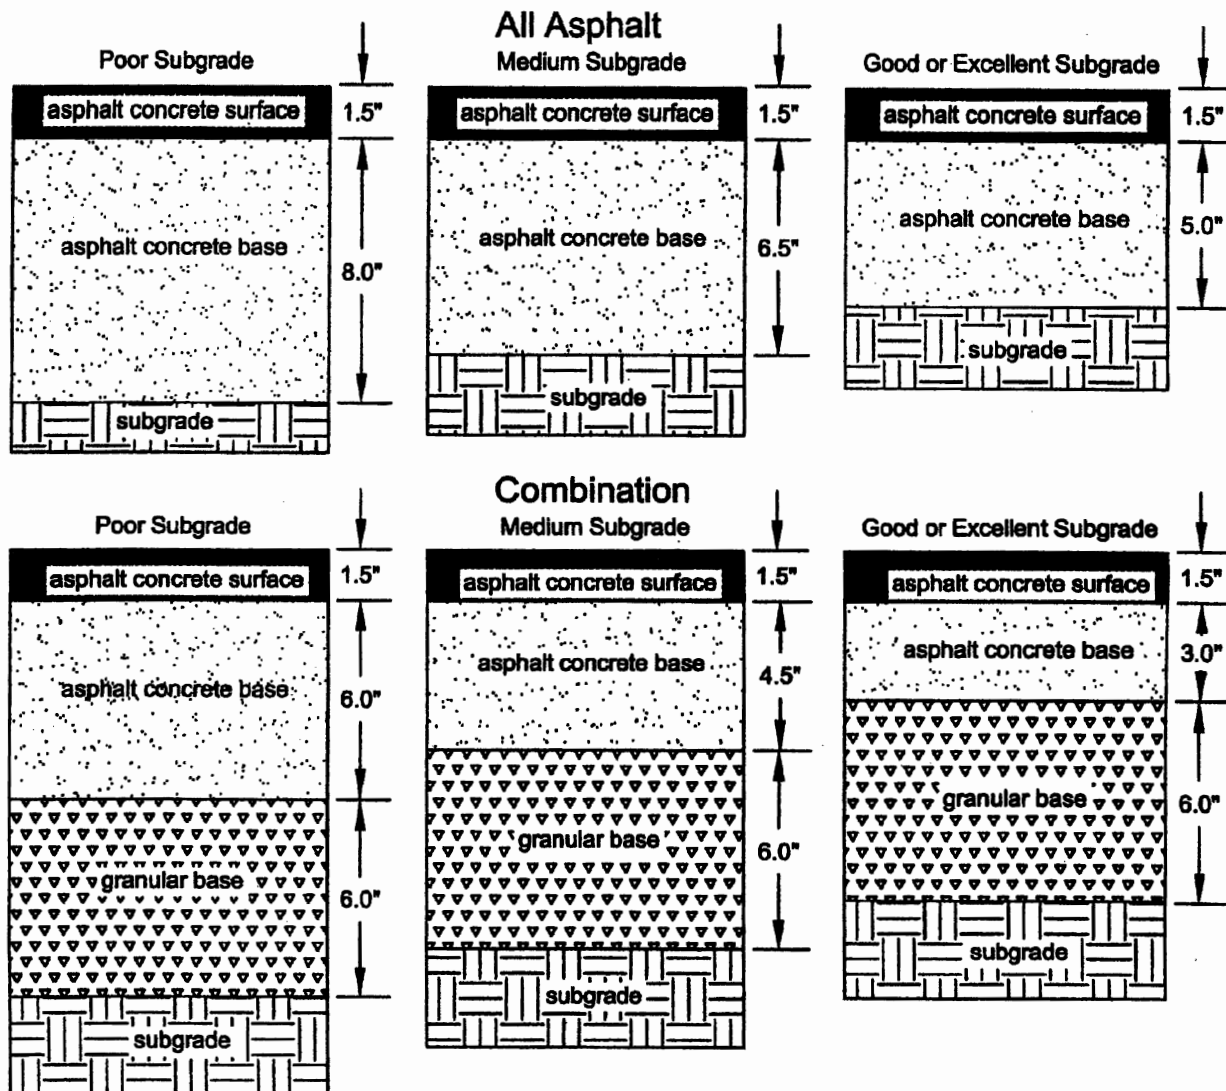 All Asphalt
Poor Subgrade
Medium Subgrade
Good or Excellent Subgrade
asphalt concrete surface
1.5"
asphalt concrete surface
1.5"
asphalt concrete surface
1.5"
asphalt concrete base
8.0"
asphalt concrete base
6.5"
asphalt concrete base
5.0"
subgrade
subgrade
subgrade
Combination
Poor Subgrade
Medium Subgrade
Good or Excellent Subgrade
asphalt concrete surface
1.5"
asphalt concrete surface
1.5"
asphalt concrete surface
1.5"
asphalt concrete base
6.0"
asphalt concrete base
4.5"
asphalt concrete base
3.0"
granular base
6.0"
granular base
6.0"
granular base
6.0"
subgrade
subgrade
subgrade